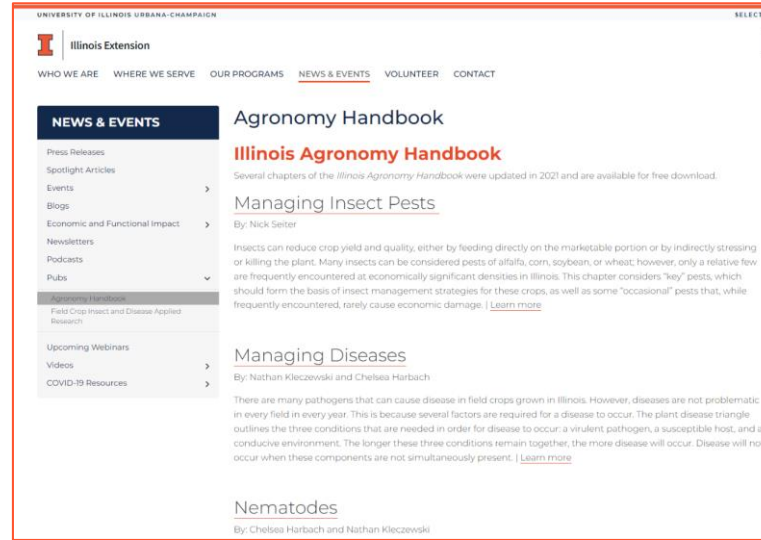 UNIVERSITY OF ILLINOIS URBANA-CHAMPAIGN
SELECT
Illinois Extension
WHO WE ARE WHERE WE SERVE OUR PROGRAMS NEWS & EVENTS VOLUNTEER CONTACT
NEWS & EVENTS
Press Releases
Spotlight Articles
Events
Blogs
Economic and Functional Impact
Newsletters
Podcasts
Pubs
Agronomy Handbook
Field Crop Insect and Disease Applied
Research
Upcoming Webinars
Videos
COVID-19 Resources
Agronomy Handbook
Illinois Agronomy Handbook
Several chapters of the Illinois Agronomy Handbook were updated in 2021 and are available for free download.
Managing Insect Pests
By: Nick Seiter
Insects can reduce crop yield and quality, either by feeding directly on the marketable portion or by indirectly stressing
or killing the plant. Many insects can be considered pests of alfalfa, corn, soybean, or wheat; however, only a relative few
are frequently encountered at economically significant densities in Illinois. This chapter considers "key" pests, which
should form the basis of insect management strategies for these crops, as well as some "occasional" pests that, while
frequently encountered, rarely cause economic damage. | Learn more
Managing Diseases
By: Nathan Kleczewski and Chelsea Harbach
There are many pathogens that can cause disease in field crops grown in Illinois. However, diseases are not problematic
in every field in every year. This is because several factors are required for a disease to occur. The plant disease triangle
outlines the three conditions that are needed in order for disease to occur: a virulent pathogen, a susceptible host, and a
conducive environment. The longer these three conditions remain together, the more disease will occur. Disease will no
occur when these components are not simultaneously present. | Learn more
Nematodes
By: Chelsea Harbach and Nathan Kleczewski